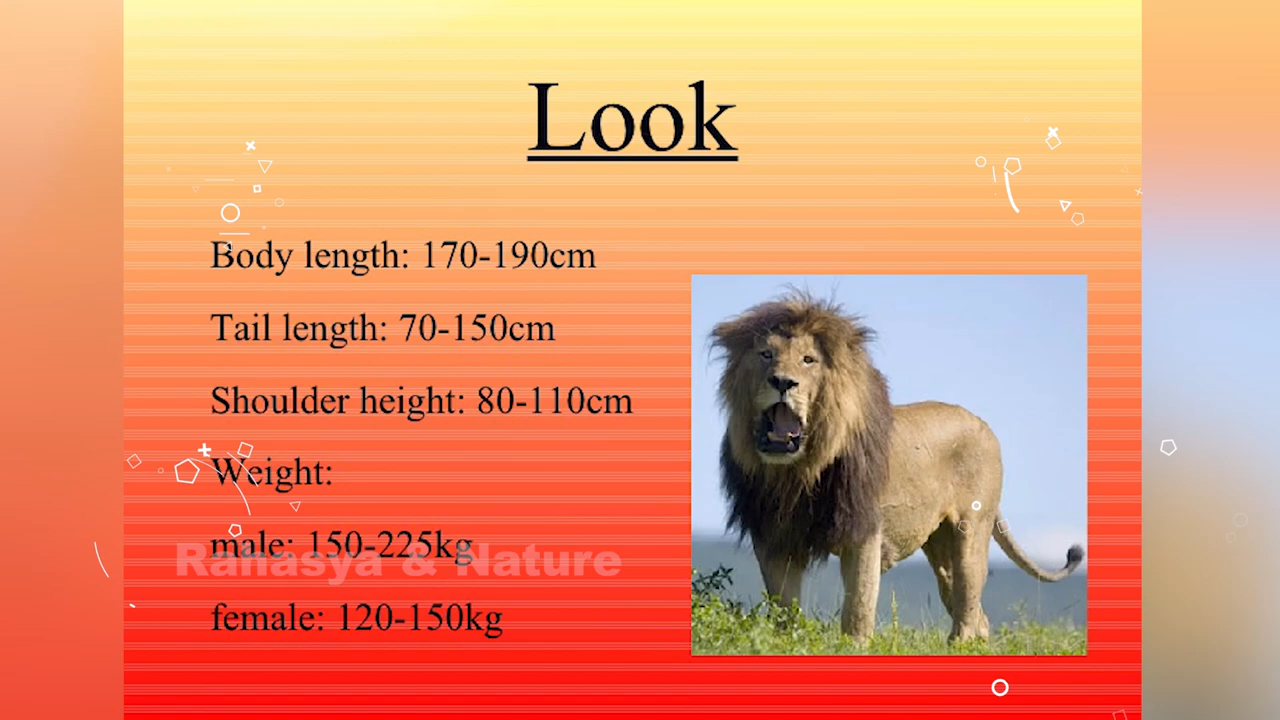 Look
Body length: 170-190cm
Tail length: 70-150cm
Shoulder height: 80-110cm
Weight:
male: 150-225kg
Ranasya & Nature
female: 120-150kg